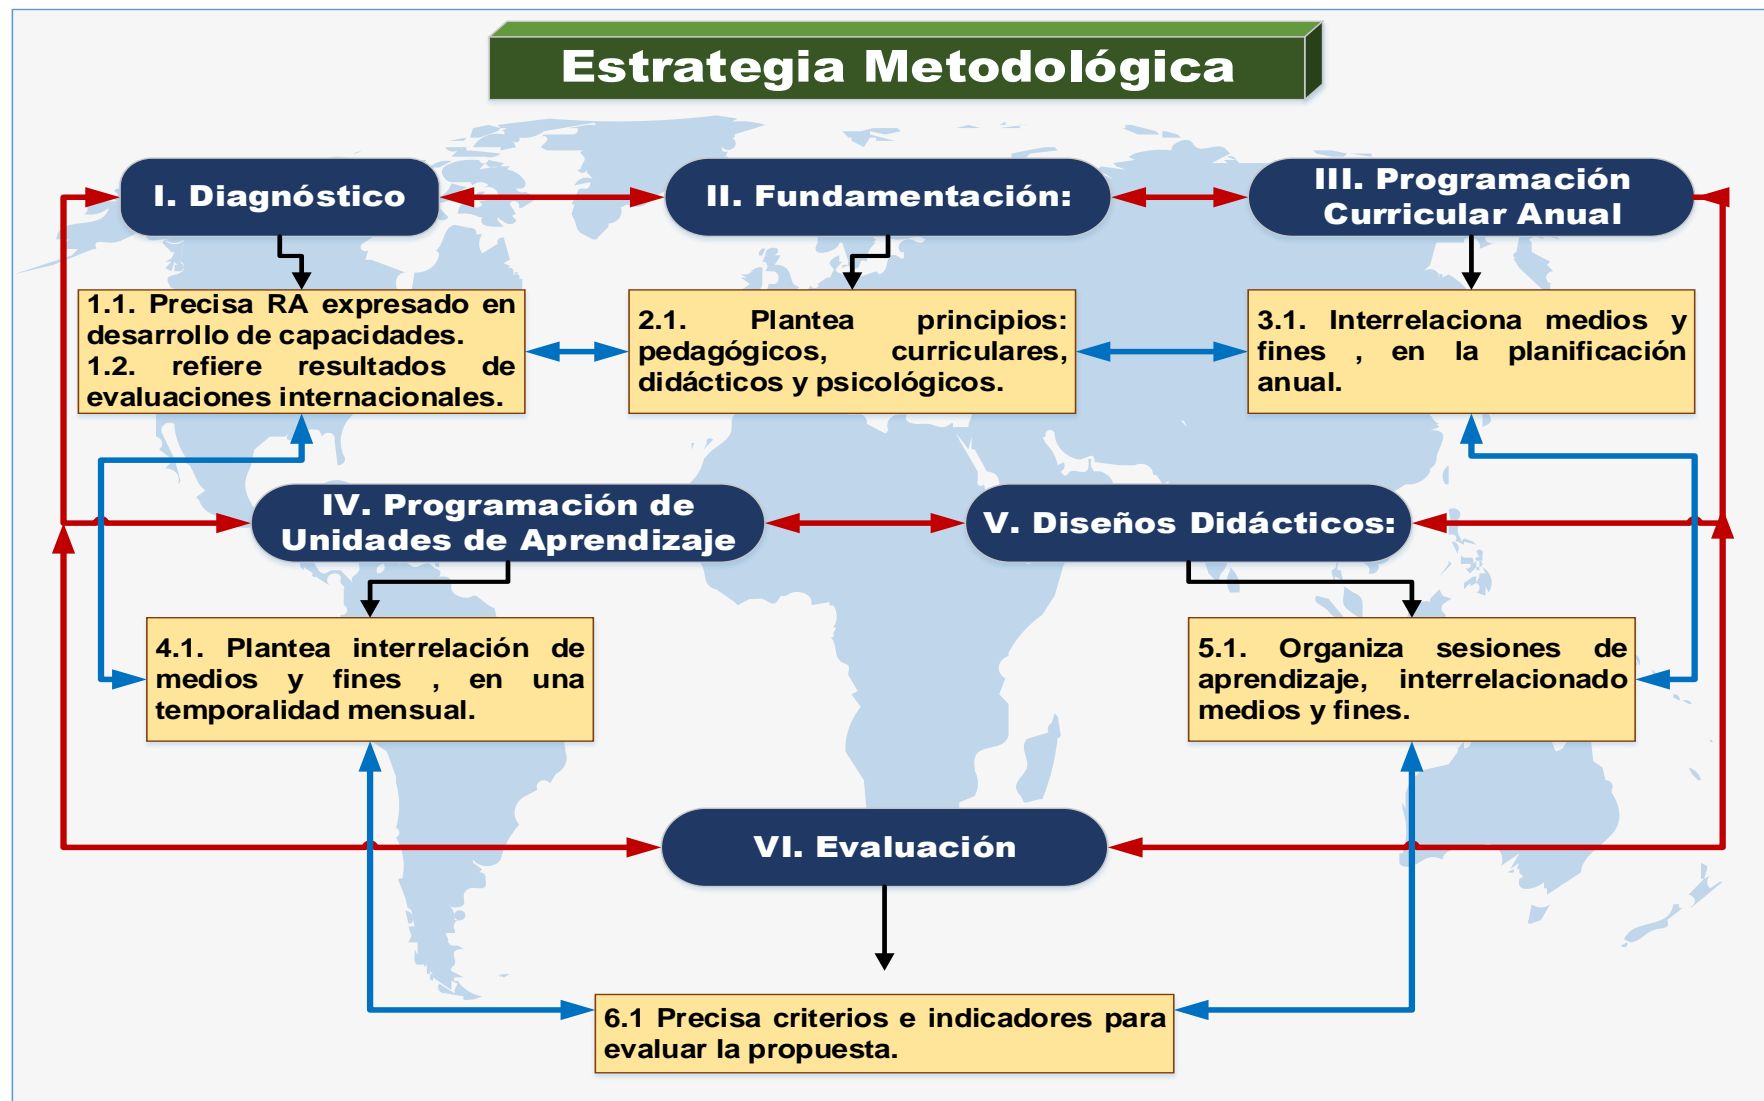 Estrategia Metodológica
I. Diagnóstico
II. Fundamentación:
III. Programación
Curricular Anual
1.1. Precisa RA expresado en
desarrollo de capacidades.
1.2. refiere resultados de
evaluaciones internacionales.
2.1. Plantea principios:
pedagógicos, curriculares,
didácticos y psicológicos.
3.1. Interrelaciona medios y
fines , en la planificación
anual.
IV. Programación de
Unidades de Aprendizaje
V. Diseños Didácticos:
4.1. Plantea interrelación de
medios y fines , en una
temporalidad mensual.
5.1. Organiza sesiones de
aprendizaje, interrelacionado
medios y fines.
VI. Evaluación
6.1 Precisa criterios e indicadores para
evaluar la propuesta.